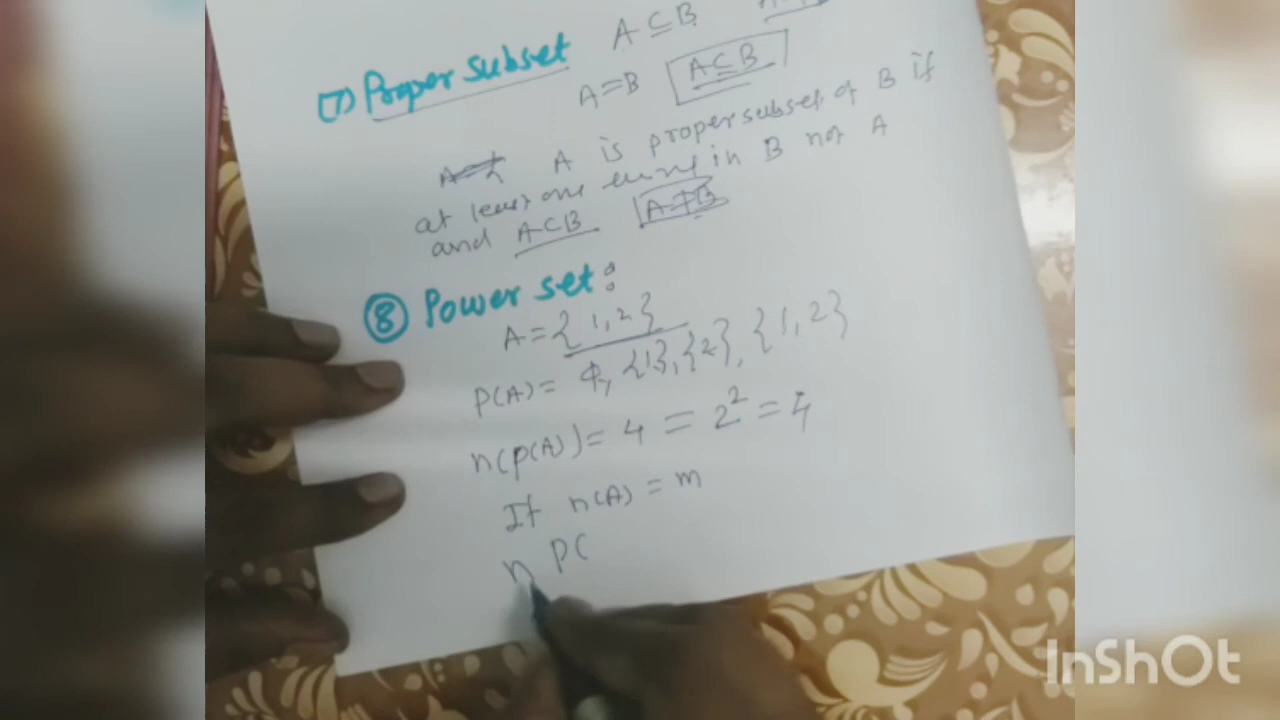 A ⊆ B
(7) Proper subset
A=B A⊆B
A is proper subset of B if
at least one in B not A
and A⊂B A≠B
⑧ Power set:
A={1,2}
P(A)= φ, {1},{2}, {1,2}
n(P(A))= 4 = 2² = 4
If n(A) = m
n P(
InShOt